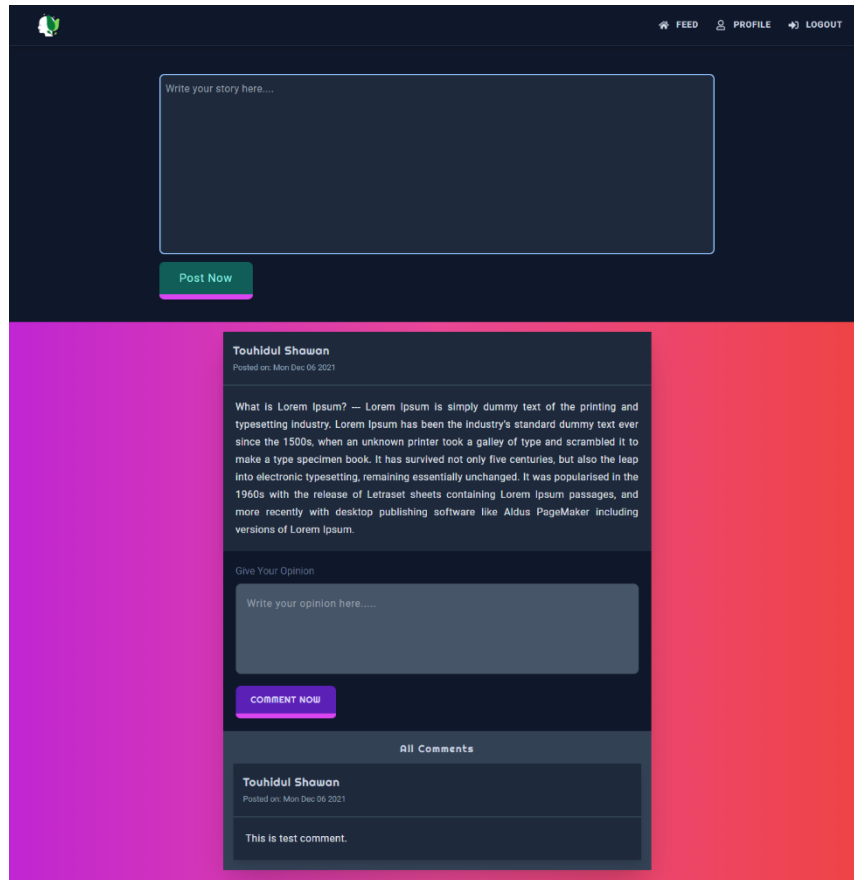 FEED PROFILE LOGOUT
Write your story here....
Post Now
Touhidul Shawan
Posted on: Mon Dec 06 2021
What is Lorem Ipsum? --- Lorem Ipsum is simply dummy text of the printing and
typesetting industry. Lorem Ipsum has been the industry's standard dummy text ever
since the 1500s, when an unknown printer took a galley of type and scrambled it to
make a type specimen book. It has survived not only five centuries, but also the leap
into electronic typesetting, remaining essentially unchanged. It was popularised in the
1960s with the release of Letraset sheets containing Lorem Ipsum passages, and
more recently with desktop publishing software like Aldus PageMaker including
versions of Lorem Ipsum.
Give Your Opinion
Write your opinion here.....
COMMENT NOW
All Comments
Touhidul Shawan
Posted on: Mon Dec 06 2021
This is test comment.